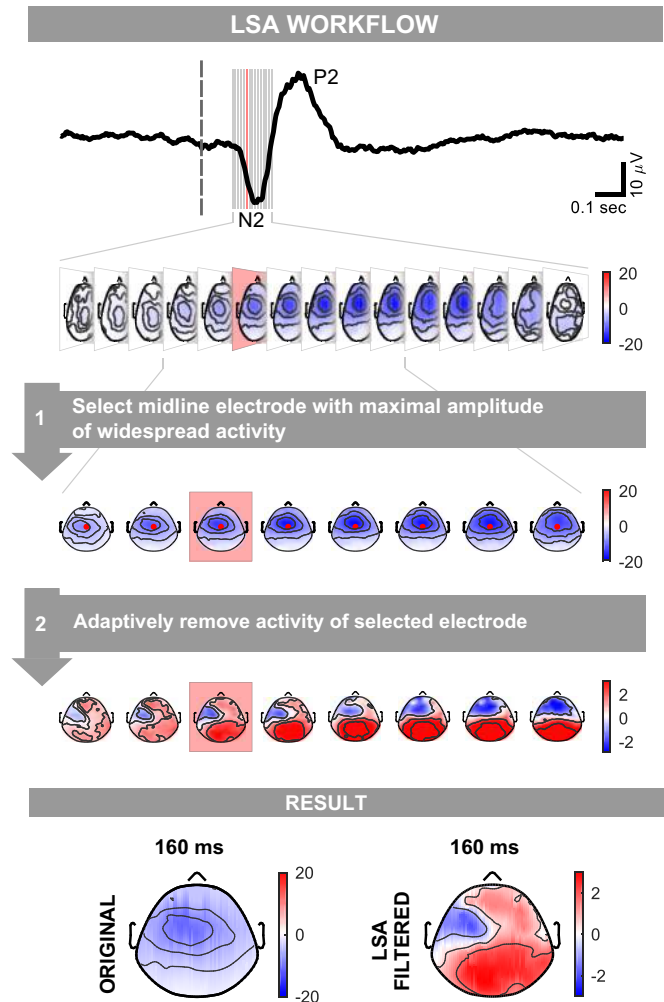 LSA WORKFLOW
P2
N2
10 μV
0.1 sec
20
0
-20
1
Select midline electrode with maximal amplitude
of widespread activity
20
0
-20
2
Adaptively remove activity of selected electrode
2
0
-2
RESULT
160 ms
160 ms
ORIGINAL
20
0
-20
LSA
FILTERED
2
0
-2